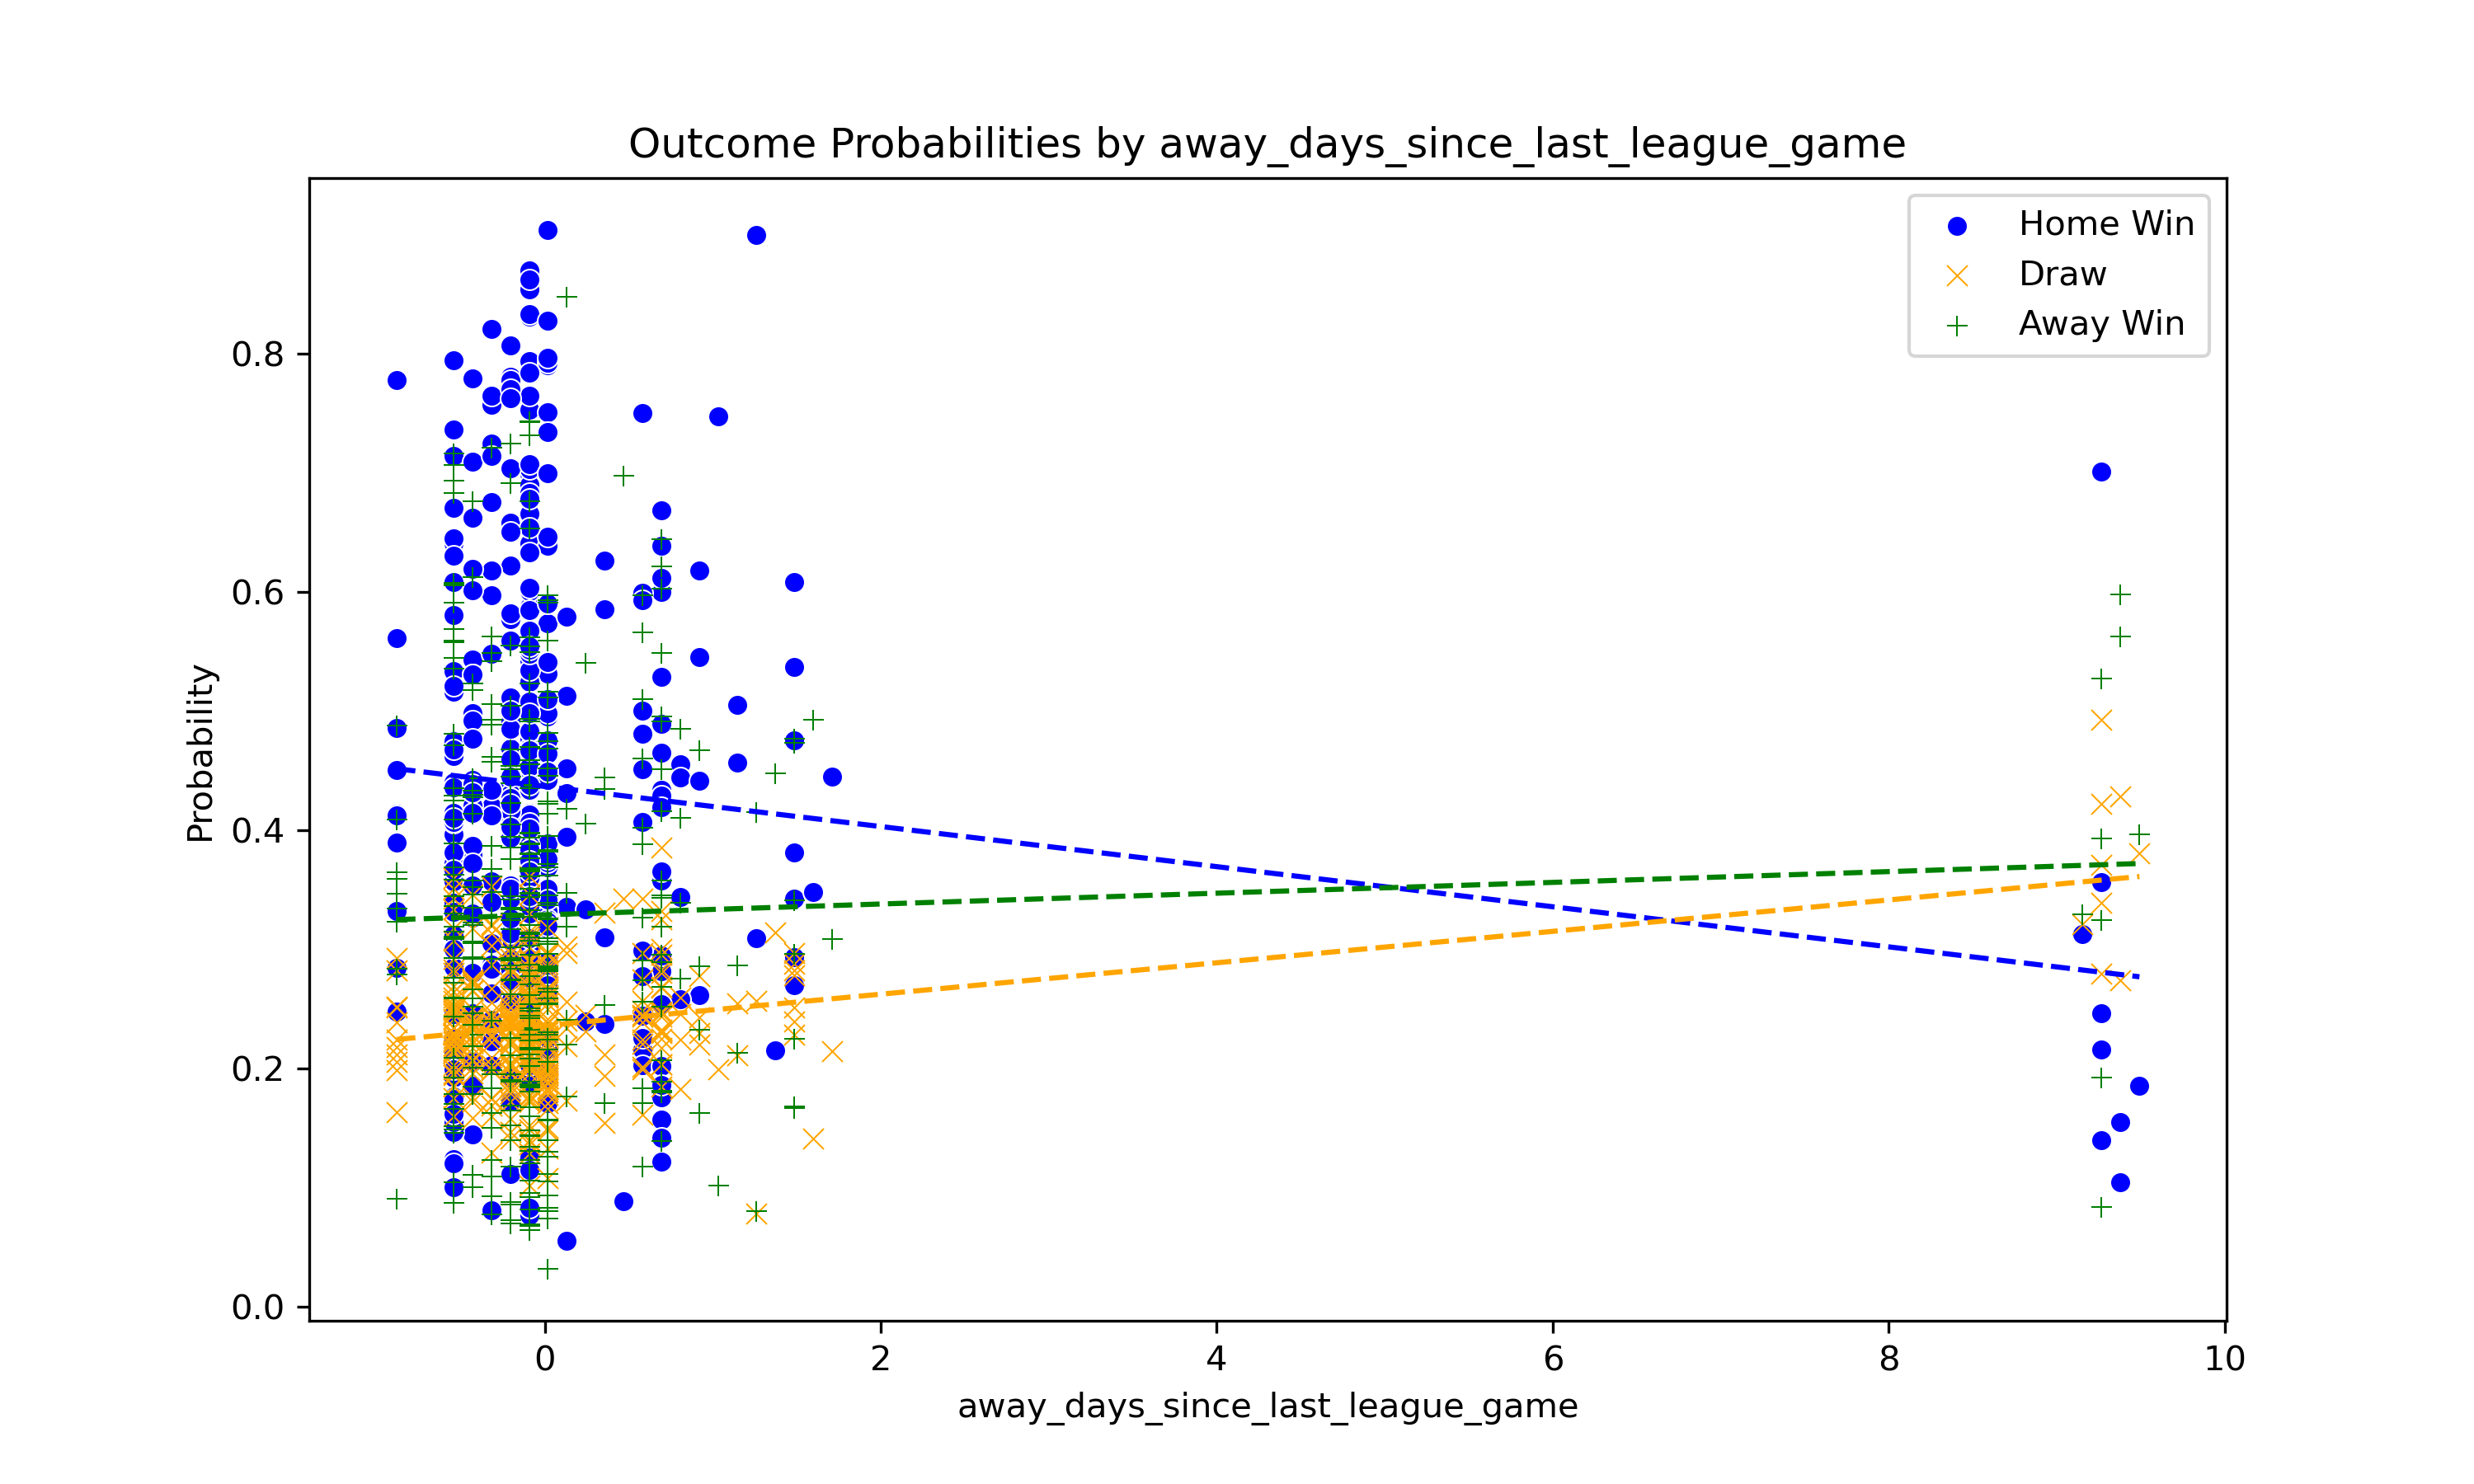 Outcome Probabilities by away_days_since_last_league_game
Home Win
Draw
Away Win
Probability
0.8
0.6
0.4
0.2
0.0
0
2
4
6
8
10
away_days_since_last_league_game